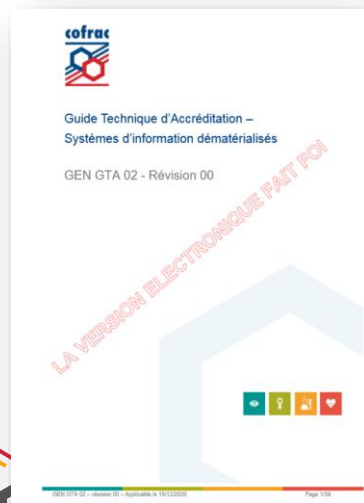 cofrac
Guide Technique d'Accréditation –
Systèmes d'information dématérialisés
GEN GTA 02 - Révision 00
LA VERSION ELECTRONIQUE FAIT FOI
GEN GTA 02 – révision 00 – Applicable le 15/12/2020 Page 1/36